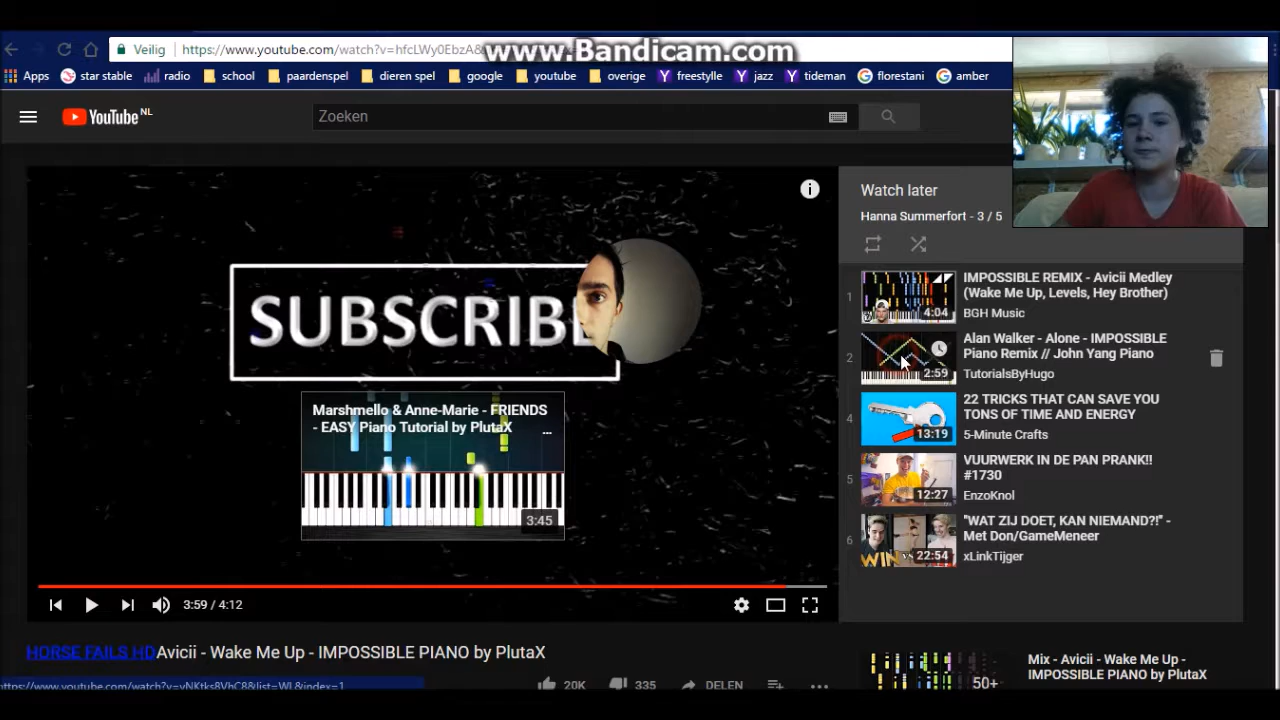 www.Bandicam.com
Veilig https://www.youtube.com/watch?v=hfcLWy0EbzA&
Apps star stable radio school paardenspel dieren spel google youtube overige freestylle jazz tideman florestani amber
YouTube NL
Zoeken
SUBSCRIBE
Marshmello & Anne-Marie - FRIENDS
- EASY Piano Tutorial by PlutaX ...
3:45
3:59 / 4:12
Watch later
Hanna Summerfort - 3 / 5
1
4:04
IMPOSSIBLE REMIX - Avicii Medley
(Wake Me Up, Levels, Hey Brother)
BGH Music
2
2:59
Alan Walker - Alone - IMPOSSIBLE
Piano Remix // John Yang Piano
TutorialsByHugo
4
13:19
22 TRICKS THAT CAN SAVE YOU
TONS OF TIME AND ENERGY
5-Minute Crafts
5
12:27
VUURWERK IN DE PAN PRANK!!
#1730
EnzoKnol
6
WIN
22:54
"WAT ZIJ DOET, KAN NIEMAND?!" -
Met Don/GameMeneer
xLinkTijger
HORSE FAILS HD Avicii - Wake Me Up - IMPOSSIBLE PIANO by PlutaX
20K 335 DELEN
50+
Mix - Avicii - Wake Me Up -
IMPOSSIBLE PIANO by PlutaX